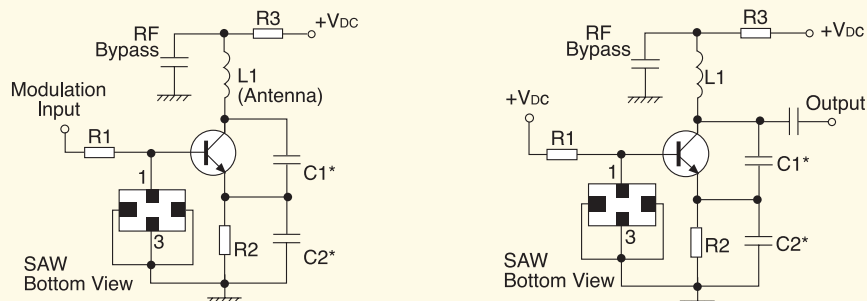 R3
+VDC
RF
Bypass
L1
(Antenna)
Modulation
Input
R1
C1*
1
3
R2
C2*
SAW
Bottom View
R3
+VDC
RF
Bypass
L1
+VDC
Output
R1
C1*
1
3
R2
C2*
SAW
Bottom View